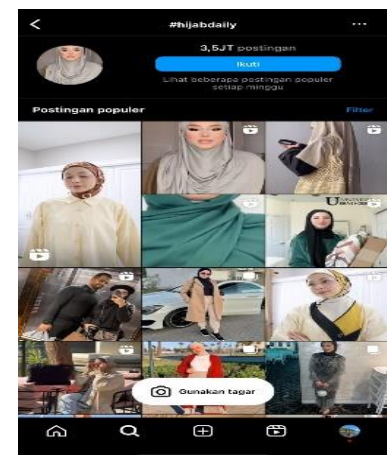 #hijabdaily
3,5JT postingan
Ikuti
Lihat beberapa postingan populer
setiap minggu
Postingan populer
Filter
Gunakan tagar